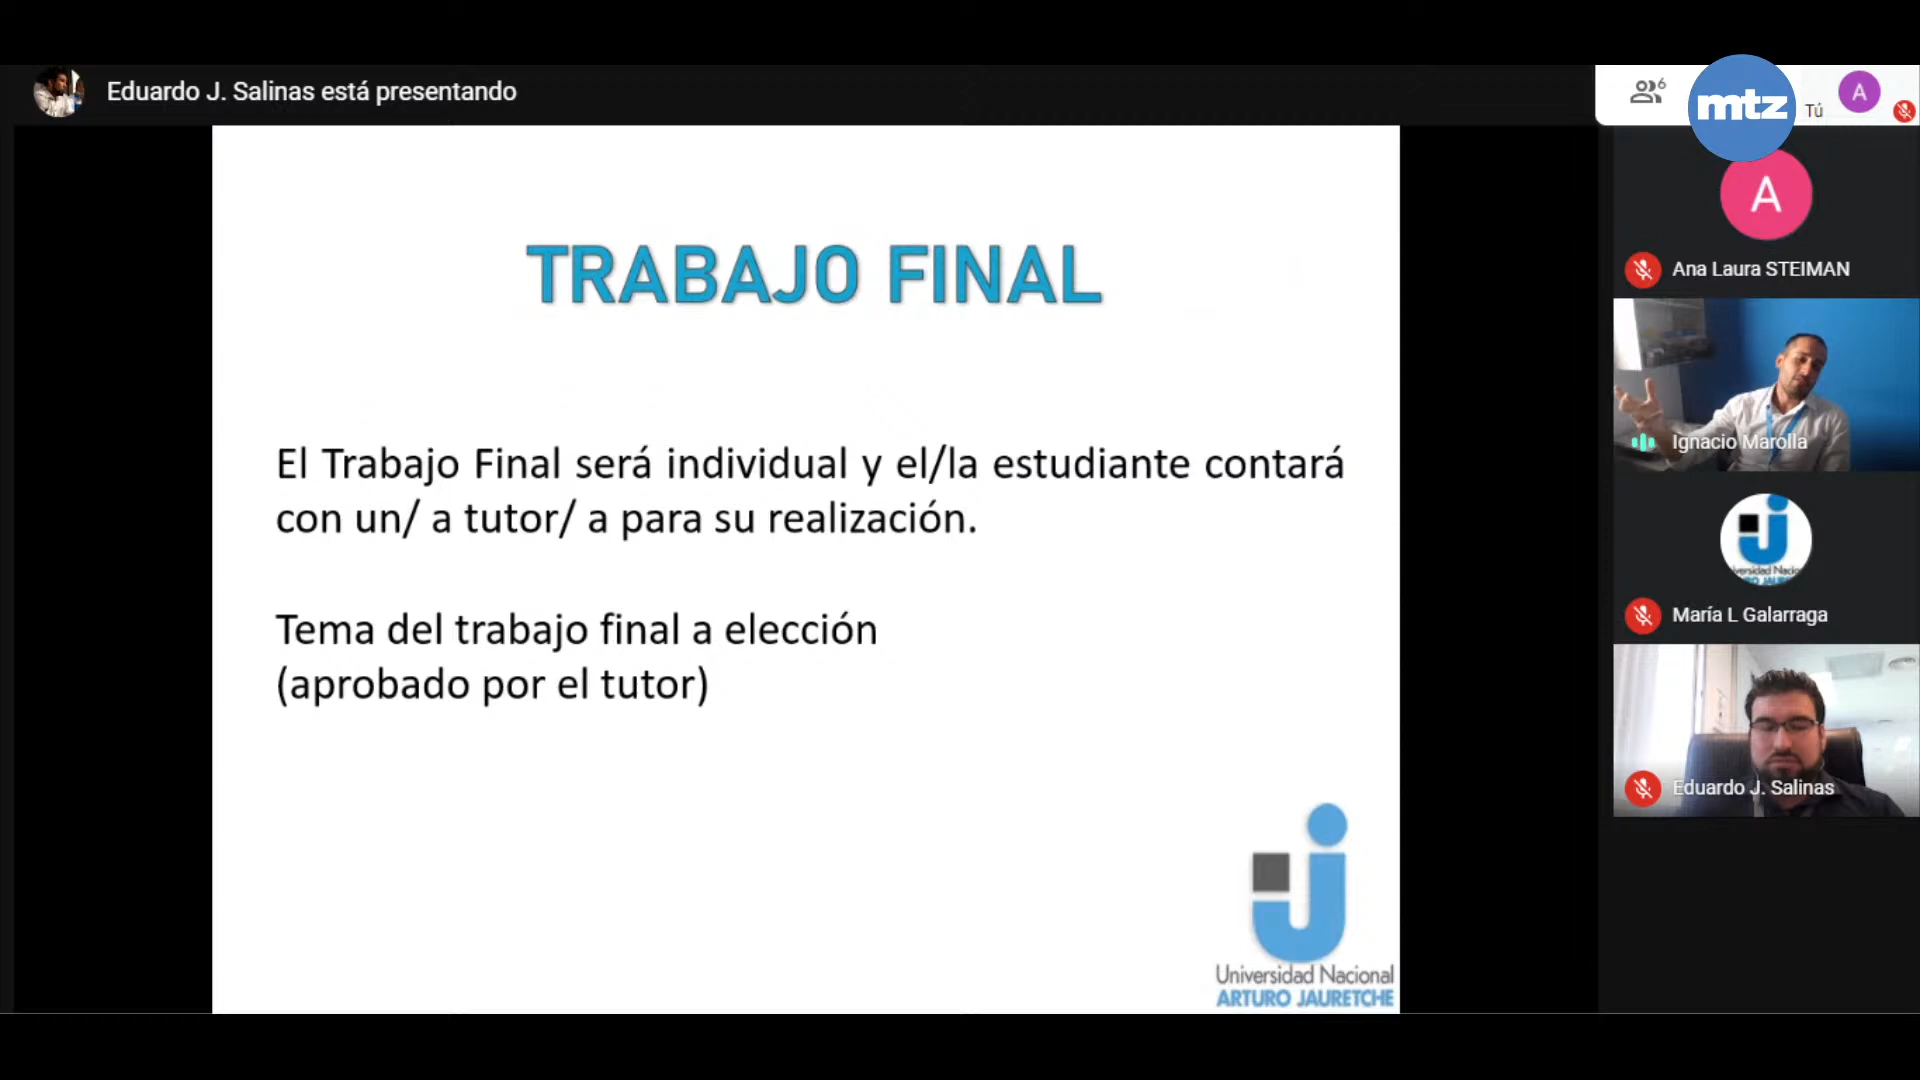 Eduardo J. Salinas está presentando
6
mtz
Tú
A
TRABAJO FINAL
El Trabajo Final será individual y el/la estudiante contará
con un/ a tutor/ a para su realización.
Tema del trabajo final a elección
(aprobado por el tutor)
Universidad Nacional
ARTURO JAURETCHE
A
Ana Laura STEIMAN
Ignacio Marolla
María L Galarraga
Eduardo J. Salinas